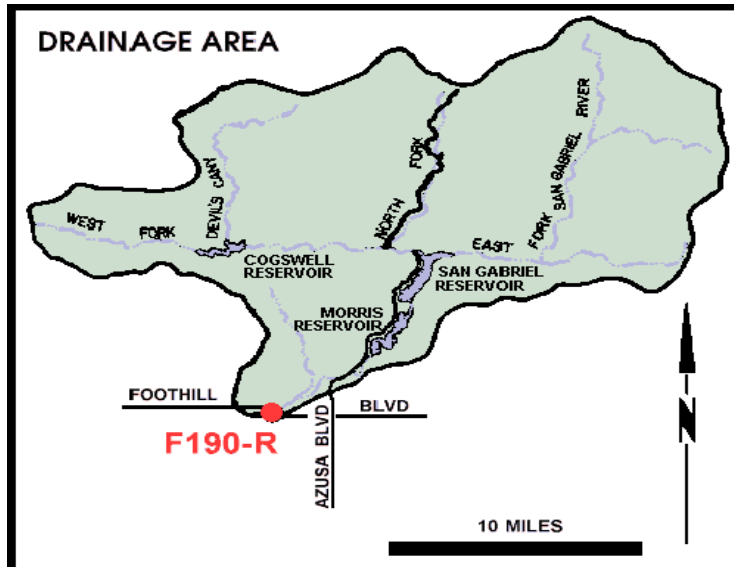 DRAINAGE AREA
WEST FORK
DEVIL'S CANY
NORTH FORK
EAST FORK SAN GABRIEL RIVER
COGSWELL
RESERVOIR
SAN GABRIEL
RESERVOIR
MORRIS
RESERVOIR
FOOTHILL BLVD
F190-R
AZUSA BLVD
N
10 MILES